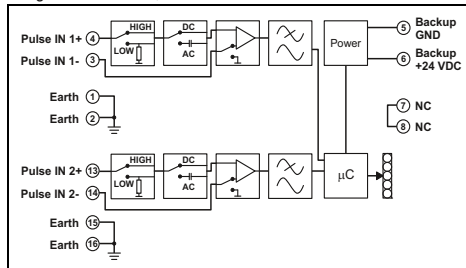 HIGH
DC
Pulse IN 1+ 4
LOW
AC
Pulse IN 1- 3
Power
5 Backup
GND
6 Backup
+24 VDC
Earth 1
Earth 2
7 NC
8 NC
HIGH
DC
Pulse IN 2+ 13
LOW
AC
Pulse IN 2- 14
µC
Earth 15
Earth 16